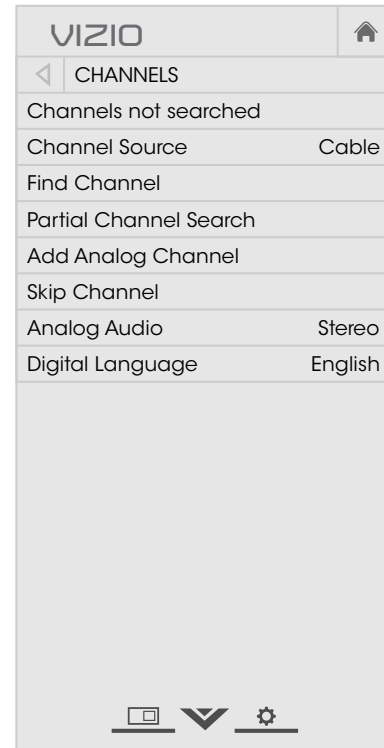 VIZIO
CHANNELS
Channels not searched
Channel Source Cable
Find Channel
Partial Channel Search
Add Analog Channel
Skip Channel
Analog Audio Stereo
Digital Language English